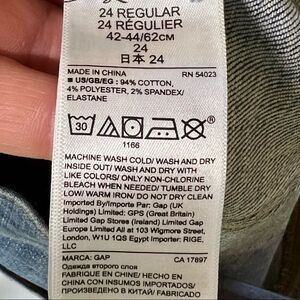 24 REGULAR
24 RÉGULIER
42-44/62CM
24
日本 24
MADE IN CHINA RN 54023
■ US/GB/EG: 94% COTTON,
4% POLYESTER, 2% SPANDEX/
ELASTANE
30
1166
MACHINE WASH COLD/ WASH AND DRY
INSIDE OUT/ WASH AND DRY WITH
LIKE COLORS/ ONLY NON-CHLORINE
BLEACH WHEN NEEDED/ TUMBLE DRY
LOW/ WARM IRON/ DO NOT DRY CLEAN
Imported By/Importe Par: Gap (UK
Holdings) Limited: GPS (Great Britain)
Limited (Stores Ireland) Limited Gap
Europe Limited All at 103 Wigmore Street,
London, W1U 1QS Egypt Importer: RIGE,
LLC
MARCA: GAP CA 17897
Одежда второго слоя
FABRIQUE EN CHINE/ HECHO EN
CHINA CON INSUMOS IMPORTADOS/
ПРОИЗВЕДЕНО В КИТАЕ/ FABRICADO